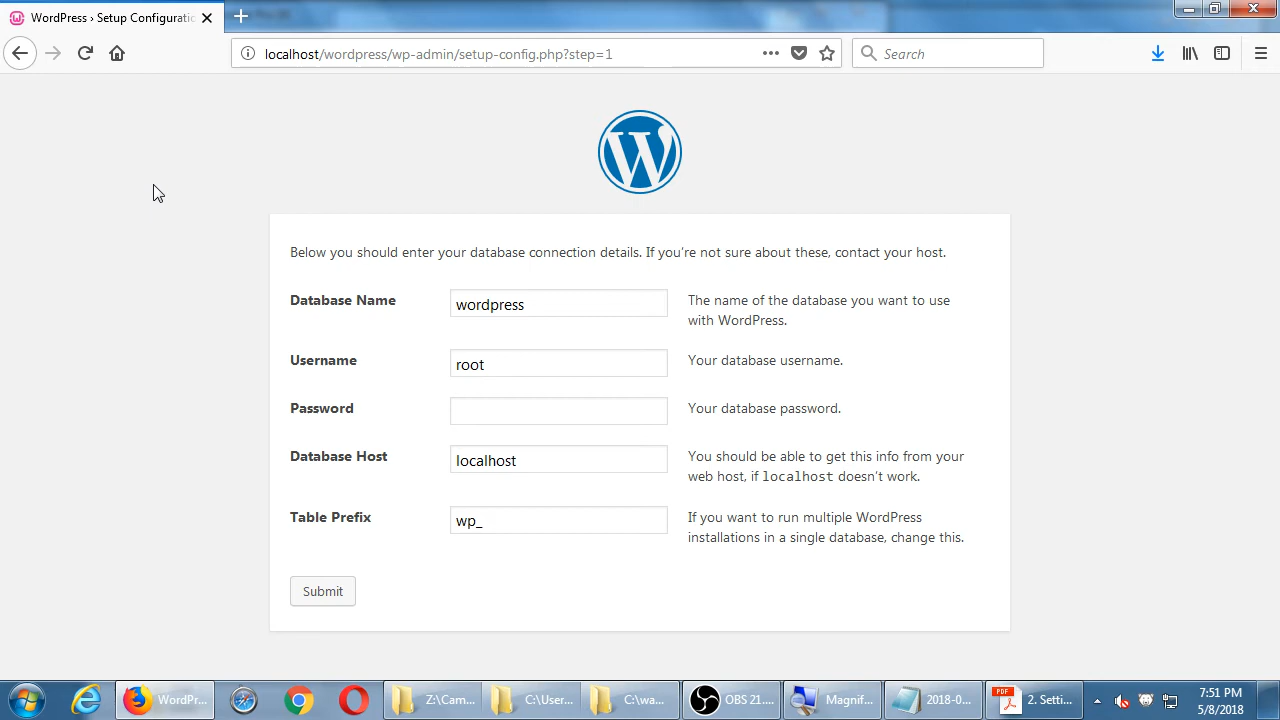 WordPress › Setup Configuratio
localhost/wordpress/wp-admin/setup-config.php?step=1
Search
Below you should enter your database connection details. If you're not sure about these, contact your host.
Database Name
wordpress
The name of the database you want to use
with WordPress.
Username
root
Your database username.
Password
Your database password.
Database Host
localhost
You should be able to get this info from your
web host, if localhost doesn't work.
Table Prefix
wp_
If you want to run multiple WordPress
installations in a single database, change this.
Submit
WordPr...
Z:\Cam...
C:\User...
C:\wa...
OBS 21....
Magnif...
2018-0...
PDF
2. Setti...
7:51 PM
5/8/2018